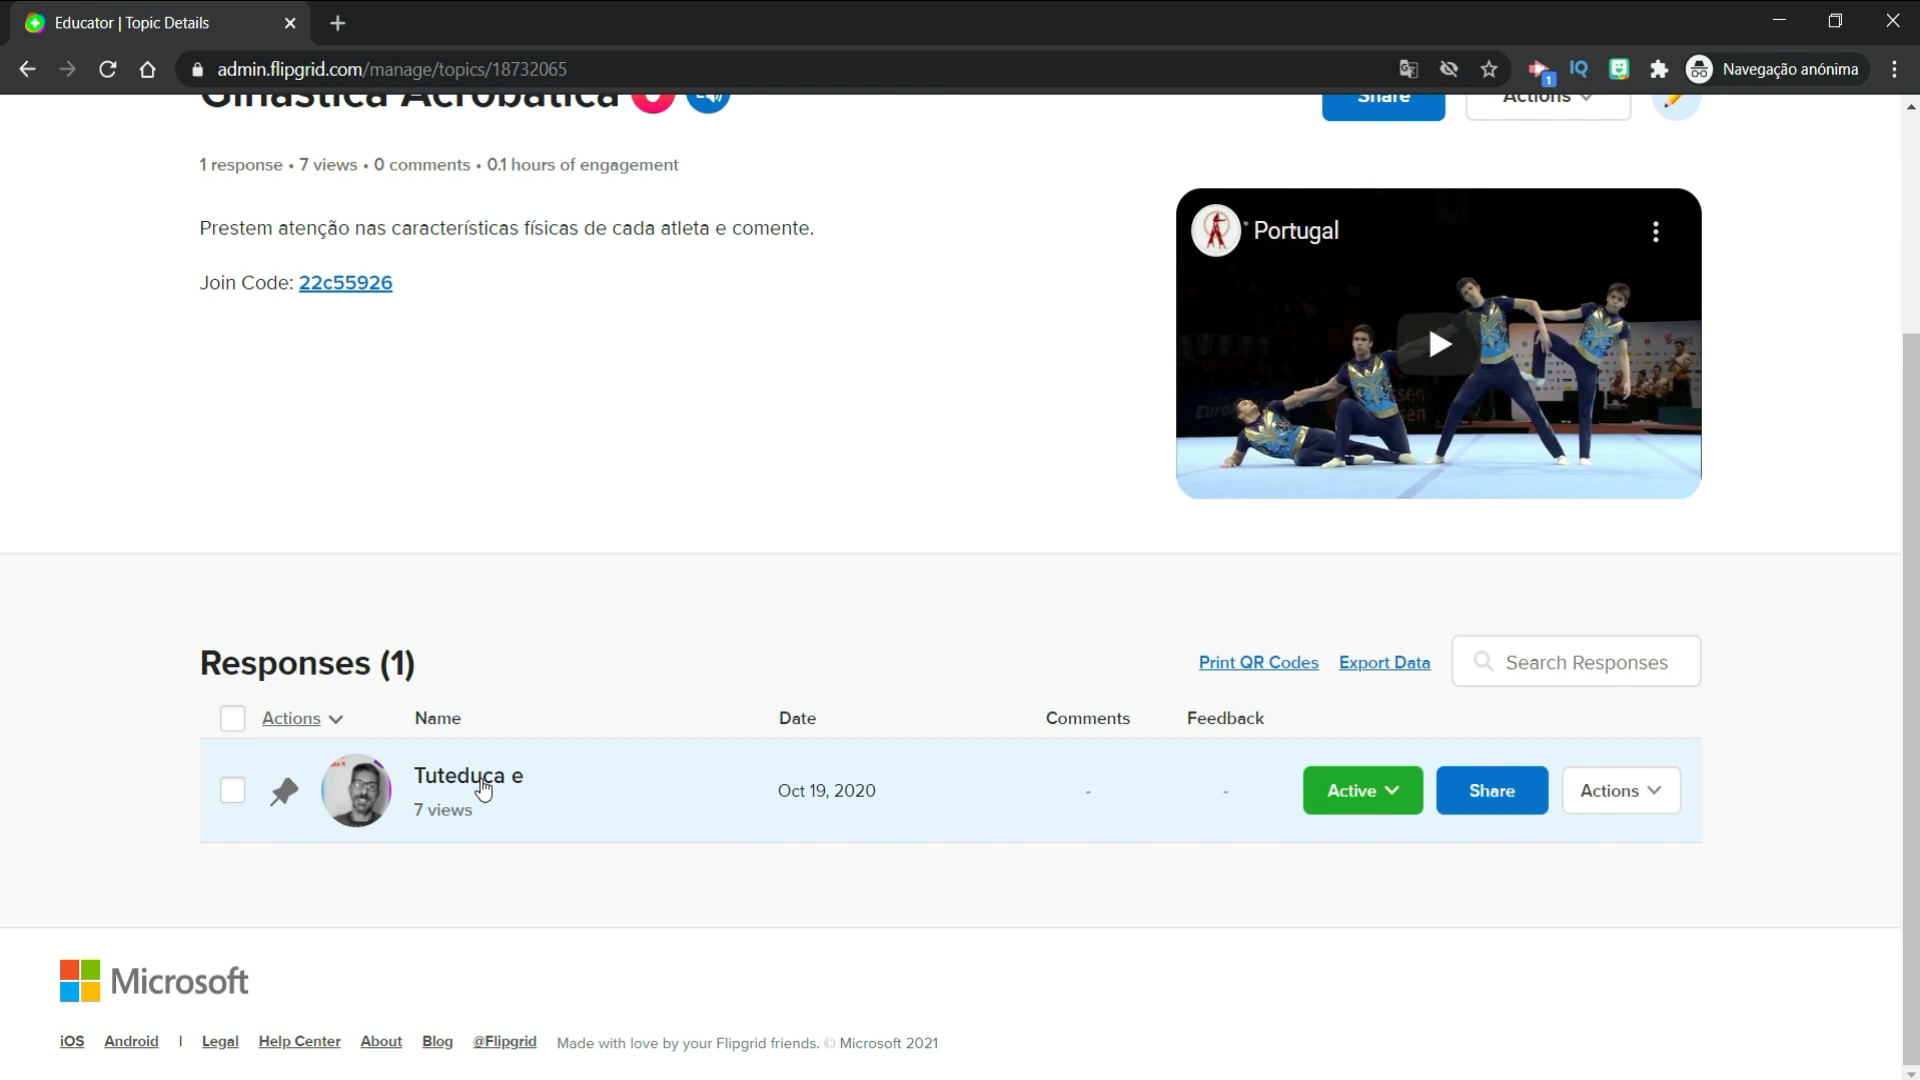 Educator | Topic Details
admin.flipgrid.com/manage/topics/18732065
1
IQ
Navegação anónima
Ginástica Acrobática
Share
Actions
1 response • 7 views • 0 comments • 0.1 hours of engagement
Prestem atenção nas características físicas de cada atleta e comente.
Join Code: 22c55926
Portugal
Responses (1)
Print QR Codes
Export Data
Search Responses
Actions
Name
Date
Comments
Feedback
Tuteduca e
7 views
Oct 19, 2020
-
-
Active
Share
Actions
Microsoft
iOS Android | Legal Help Center About Blog @Flipgrid Made with love by your Flipgrid friends. © Microsoft 2021